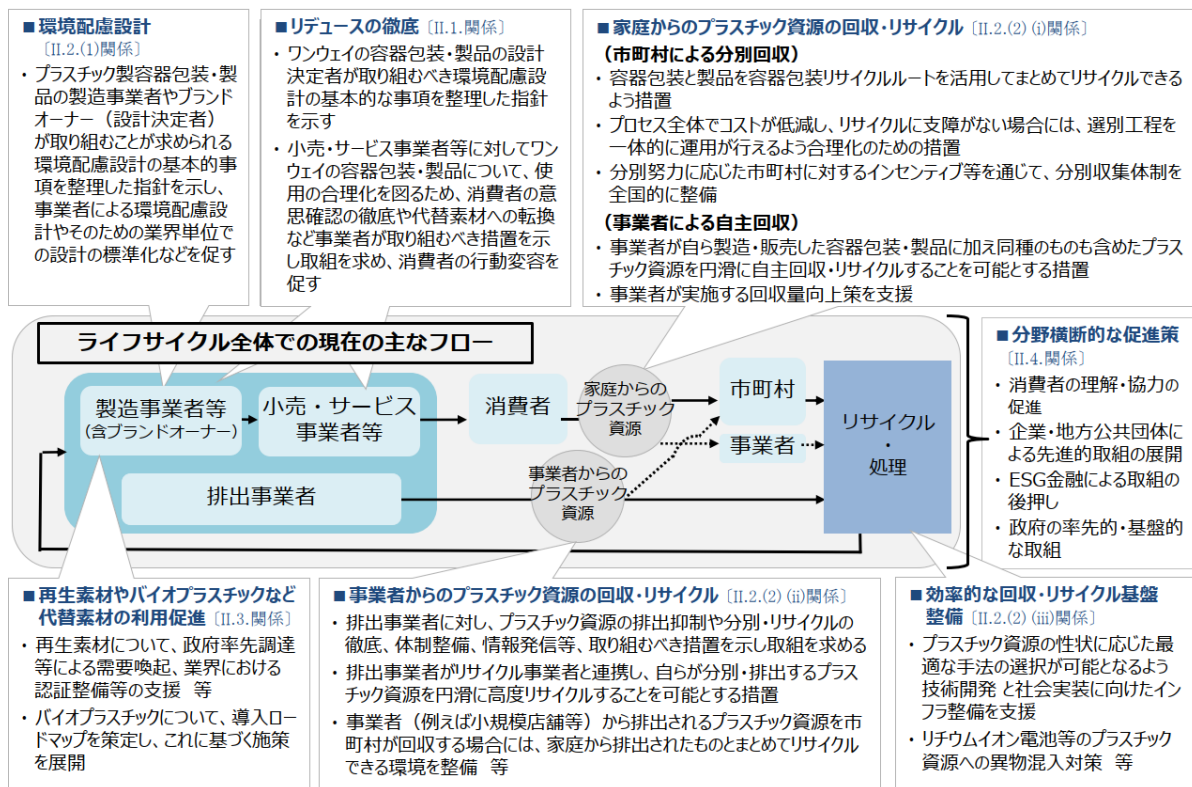 ■環境配慮設計
〔II.2.(1)関係〕
・プラスチック製容器包装・製
品の製造事業者やブランド
オーナー（設計決定者）
が取り組むことが求められる
環境配慮設計の基本的事
項を整理した指針を示し、
事業者による環境配慮設
計やそのための業界単位
での設計の標準化などを促す
■リデュースの徹底〔II.1.関係〕
・ワンウェイの容器包装・製品の設計
決定者が取り組むべき環境配慮設
計の基本的な事項を整理した指針
を示す
・小売・サービス事業者等に対してワン
ウェイの容器包装・製品について、使
用の合理化を図るため、消費者の意
思確認の徹底や代替素材への転換
など事業者が取り組むべき措置を示
し取組を求め、消費者の行動変容を
促す
■家庭からのプラスチック資源の回収・リサイクル〔II.2.(2) (i)関係〕
（市町村による分別回収）
・容器包装と製品を容器包装リサイクルルートを活用してまとめてリサイクルできる
よう措置
・プロセス全体でコストが低減し、リサイクルに支障がない場合には、選別工程を
一体的に運用が行えるよう合理化のための措置
・分別努力に応じた市町村に対するインセンティブ等を通じて、分別収集体制を
全国的に整備
（事業者による自主回収）
・事業者が自ら製造・販売した容器包装・製品に加え同種のものも含めたプラス
チック資源を円滑に自主回収・リサイクルすることを可能とする措置
・事業者が実施する回収量向上策を支援
ライフサイクル全体での現在の主なフロー
製造事業者等
(含ブランドオーナー)
小売・サービス
事業者等
消費者
家庭からの
プラスチック
資源
市町村
事業者
リサイクル
・
処理
排出事業者
事業者からの
プラスチック
資源
■分野横断的な促進策
〔II.4.関係〕
・消費者の理解・協力の
促進
・企業・地方公共団体に
よる先進的取組の展開
・ESG金融による取組の
後押し
・政府の率先的・基盤的
な取組
■再生素材やバイオプラスチックなど
代替素材の利用促進〔II.3.関係〕
・再生素材について、政府率先調達
等による需要喚起、業界における
認証整備等の支援 等
・バイオプラスチックについて、導入ロー
ドマップを策定し、これに基づく施策
を展開
■事業者からのプラスチック資源の回収・リサイクル〔II.2.(2) (ii)関係〕
・排出事業者に対し、プラスチック資源の排出抑制や分別・リサイクルの
徹底、体制整備、情報発信等、取り組むべき措置を示し取組を求める
・排出事業者がリサイクル事業者と連携し、自らが分別・排出するプラス
チック資源を円滑に高度リサイクルすることを可能とする措置
・事業者（例えば小規模店舗等）から排出されるプラスチック資源を市
町村が回収する場合には、家庭から排出されたものとまとめてリサイクル
できる環境を整備 等
■効率的な回収・リサイクル基盤
整備〔II.2.(2) (iii)関係〕
・プラスチック資源の性状に応じた最
適な手法の選択が可能となるよう
技術開発 と社会実装に向けたイン
フラ整備を支援
・リチウムイオン電池等のプラスチック
資源への異物混入対策 等